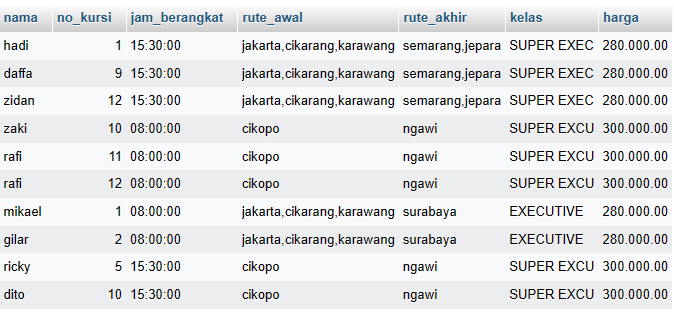 nama no_kursi jam_berangkat rute_awal rute_akhir kelas harga
hadi 1 15:30:00 jakarta,cikarang,karawang semarang,jepara SUPER EXEC 280.000.00
daffa 9 15:30:00 jakarta,cikarang,karawang semarang,jepara SUPER EXEC 280.000.00
zidan 12 15:30:00 jakarta,cikarang,karawang semarang,jepara SUPER EXEC 280.000.00
zaki 10 08:00:00 cikopo ngawi SUPER EXCU 300.000.00
rafi 11 08:00:00 cikopo ngawi SUPER EXCU 300.000.00
rafi 12 08:00:00 cikopo ngawi SUPER EXCU 300.000.00
mikael 1 08:00:00 jakarta,cikarang,karawang surabaya EXECUTIVE 280.000.00
gilar 2 08:00:00 jakarta,cikarang,karawang surabaya EXECUTIVE 280.000.00
ricky 5 15:30:00 cikopo ngawi SUPER EXCU 300.000.00
dito 10 15:30:00 cikopo ngawi SUPER EXCU 300.000.00